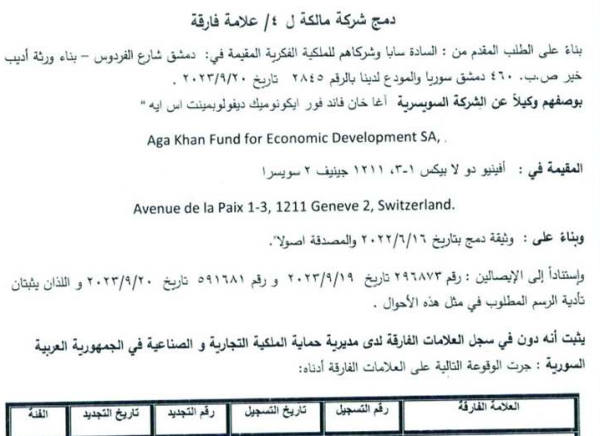 دمج شركة مالكة ل ٤/ علامة فارقة
بناءً على الطلب المقدم من : السادة سابا وشركاهم للملكية الفكرية المقيمة في: دمشق شارع الفردوس – بناء ورثة أديب
خير ص.ب. ٤٦٠ دمشق سوريا والمودع لدينا بالرقم ٢٨٤٥ تاريخ ٢٠٢٣/٩/٢٠ .
بوصفهم وكيلاً عن الشركة السويسرية آغا خان فاند فور ايكونوميك ديفولوبمينت اس ايه "
Aga Khan Fund for Economic Development SA,
المقيمة في : أفينيو دو لا بيكس ١-٣، ١٢١١ جينيف ٢ سويسرا
Avenue de la Paix 1-3, 1211 Geneve 2, Switzerland.
وبناءً على : وثيقة دمج بتاريخ ٢٠٢٢/٦/١٦ والمصدقة اصولاً".
وإستناداً إلى الإيصالين : رقم ٢٩٦٨٧٣ تاريخ ٢٠٢٣/٩/١٩ و رقم ٥٩١٦٨١ تاريخ ٢٠٢٣/٩/٢٠ و اللذان يثبتان
تأدية الرسم المطلوب في مثل هذه الأحوال .
يثبت أنه دون في سجل العلامات الفارقة لدى مديرية حماية الملكية التجارية و الصناعية في الجمهورية العربية
السورية : جرت الوقوعة التالية على العلامات الفارقة أدناه:
العلامة الفارقة رقم التسجيل تاريخ التسجيل رقم التجديد تاريخ التجديد الفئة